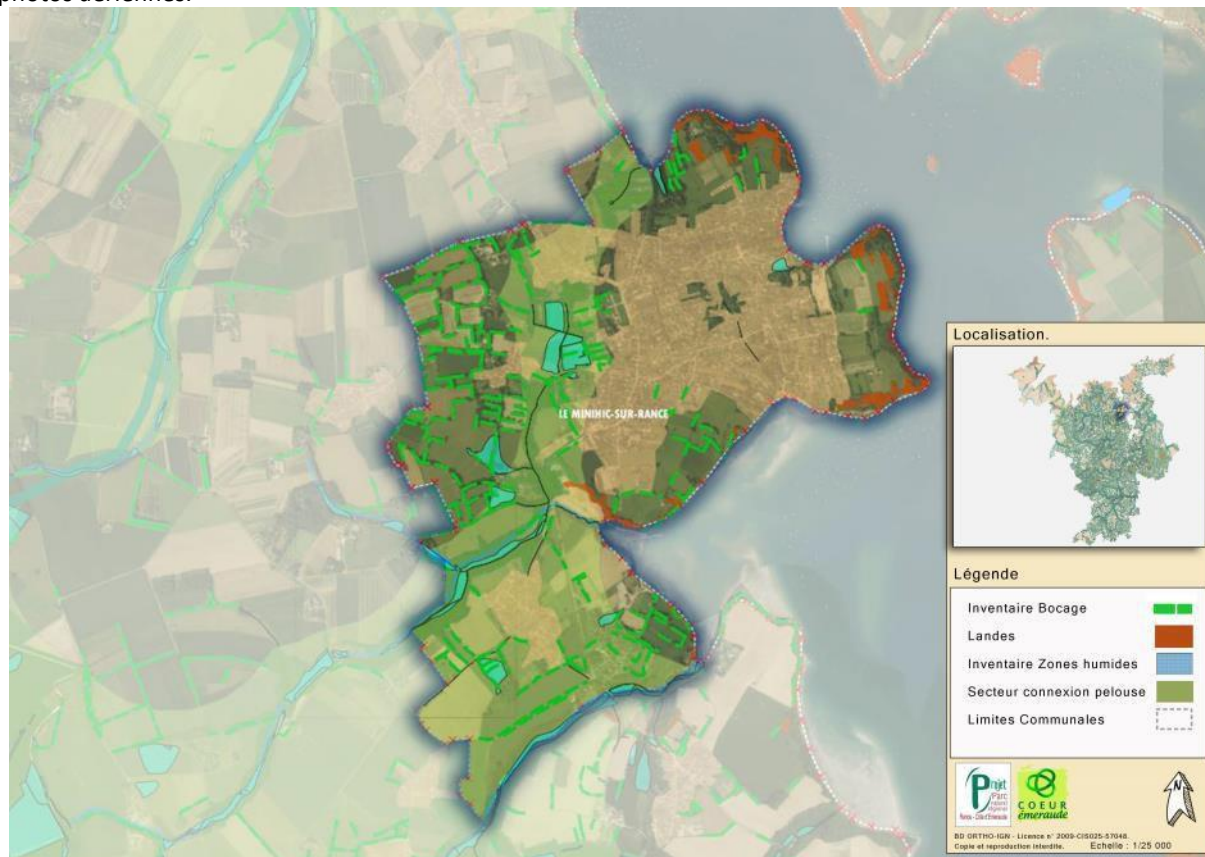 photos aériennes.
LE MINIHIC-SUR-RANCE
Localisation.
Légende
Inventaire Bocage
Landes
Inventaire Zones humides
Secteur connexion pelouse
Limites Communales
Projet
Parc
naturel
régional
COEUR
émeraude
N
BD ORTHO-IGN - Licence n° 2009-CISO25-57048.
Copie et reproduction interdite. Echelle : 1/25 000